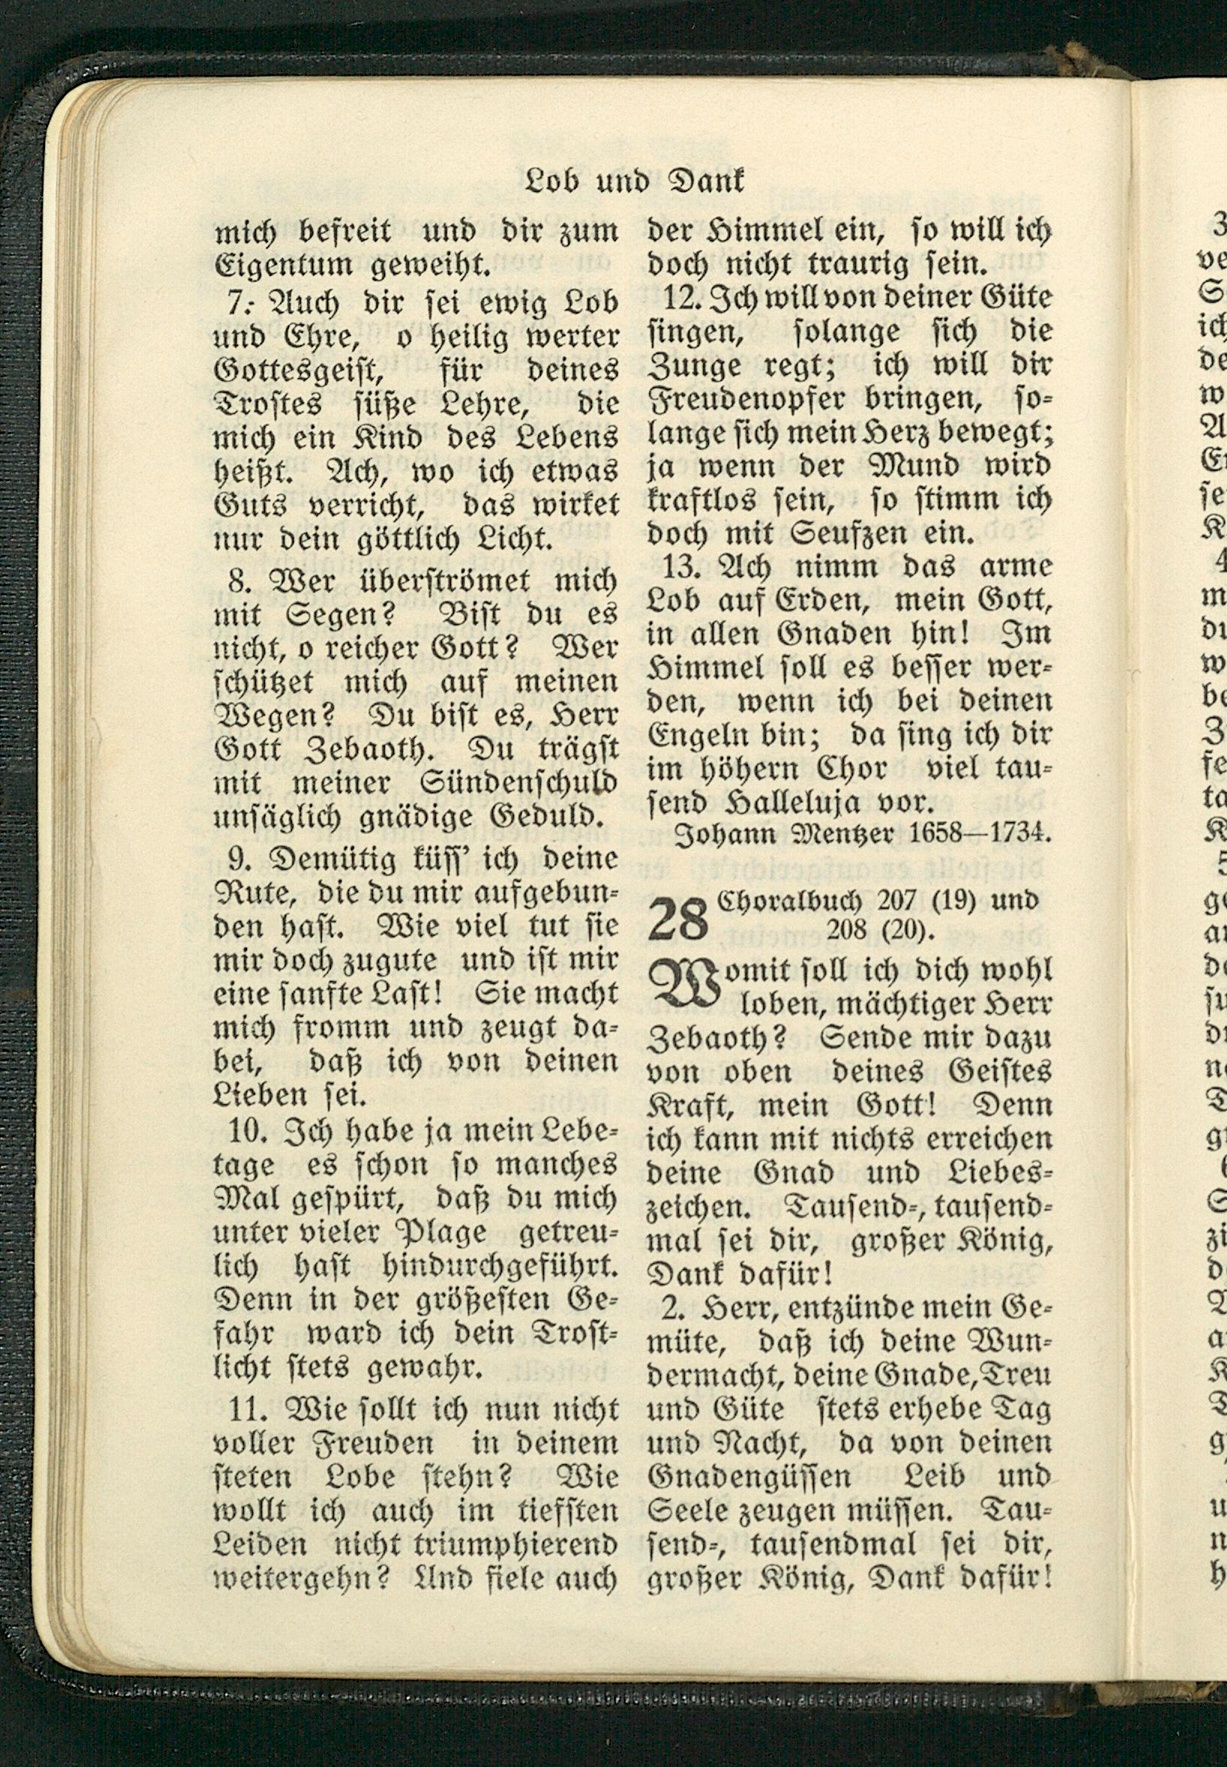 Lob und Dank
mich befreit und dir zum
Eigentum geweiht.
7. Auch dir sei ewig Lob
und Ehre, o heilig werter
Gottesgeist, für deines
Trostes süße Lehre, die
mich ein Kind des Lebens
heißt. Ach, wo ich etwas
Guts verricht, das wirket
nur dein göttlich Licht.
8. Wer überströmet mich
mit Segen? Bist du es
nicht, o reicher Gott? Wer
schützet mich auf meinen
Wegen? Du bist es, Herr
Gott Zebaoth. Du trägst
mit meiner Sündenschuld
unsäglich gnädige Geduld.
9. Demütig küss’ ich deine
Rute, die du mir aufgebun-
den hast. Wie viel tut sie
mir doch zugute und ist mir
eine sanfte Last! Sie macht
mich fromm und zeugt da-
bei, daß ich von deinen
Lieben sei.
10. Ich habe ja mein Lebe-
tage es schon so manches
Mal gespürt, daß du mich
unter vieler Plage getreu-
lich hast hindurchgeführt.
Denn in der größesten Ge-
fahr ward ich dein Trost-
licht stets gewahr.
11. Wie sollt ich nun nicht
voller Freuden in deinem
steten Lobe stehn? Wie
wollt ich auch im tiefsten
Leiden nicht triumphierend
weitergehn? Und fiele auch
der Himmel ein, so will ich
doch nicht traurig sein.
12. Ich will von deiner Güte
singen, solange sich die
Zunge regt; ich will dir
Freudenopfer bringen, so-
lange sich mein Herz bewegt;
ja wenn der Mund wird
kraftlos sein, so stimm ich
doch mit Seufzen ein.
13. Ach nimm das arme
Lob auf Erden, mein Gott,
in allen Gnaden hin! Im
Himmel soll es besser wer-
den, wenn ich bei deinen
Engeln bin; da sing ich dir
im höhern Chor viel tau-
send Halleluja vor.
Johann Mentzer 1658—1734.
28 Choralbuch 207 (19) und
208 (20).
Womit soll ich dich wohl
loben, mächtiger Herr
Zebaoth? Sende mir dazu
von oben deines Geistes
Kraft, mein Gott! Denn
ich kann mit nichts erreichen
deine Gnad und Liebes-
zeichen. Tausend-, tausend-
mal sei dir, großer König,
Dank dafür!
2. Herr, entzünde mein Ge-
müte, daß ich deine Wun-
dermacht, deine Gnade, Treu
und Güte stets erhebe Tag
und Nacht, da von deinen
Gnadengüssen Leib und
Seele zeugen müssen. Tau-
send-, tausendmal sei dir,
großer König, Dank dafür!